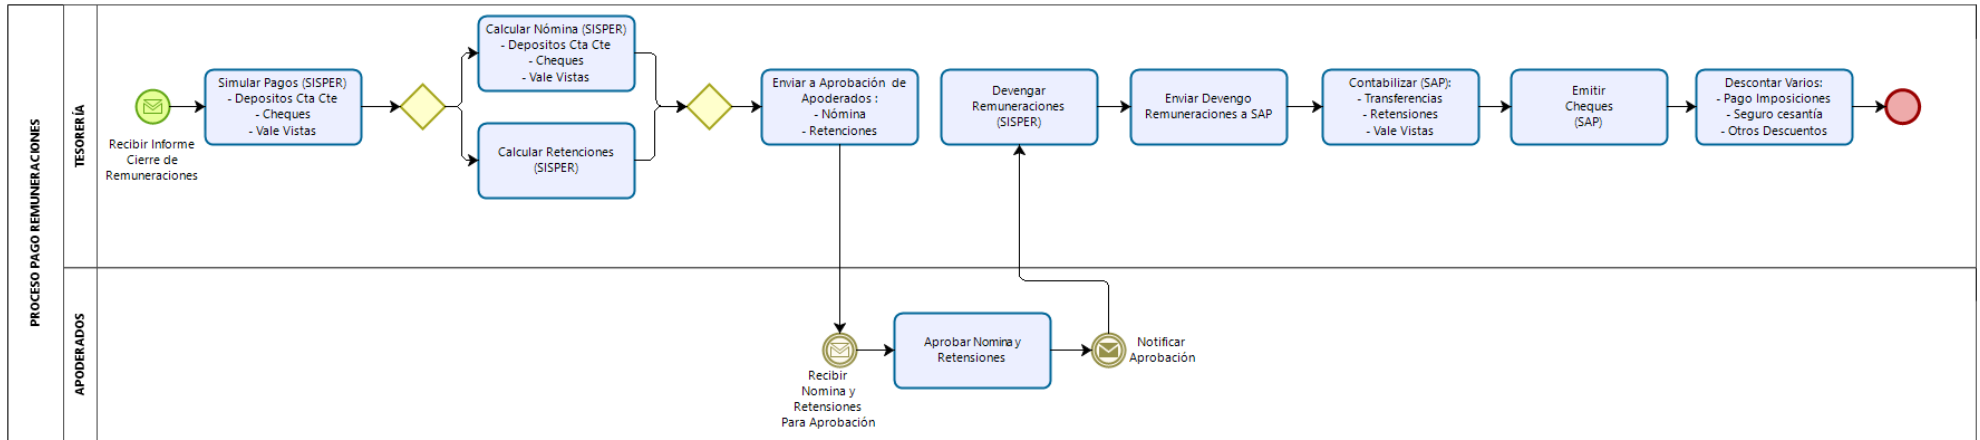 PROCESO PAGO REMUNERACIONES
TESORERÍA
Recibir Informe
Cierre de
Remuneraciones
Simular Pagos (SISPER)
- Depositos Cta Cte
- Cheques
- Vale Vistas
Calcular Nómina (SISPER)
- Depositos Cta Cte
- Cheques
- Vale Vistas
Calcular Retenciones
(SISPER)
Enviar a Aprobación de
Apoderados :
- Nómina
- Retenciones
Devengar
Remuneraciones
(SISPER)
Enviar Devengo
Remuneraciones a SAP
Contabilizar (SAP):
- Transferencias
- Retensiones
- Vale Vistas
Emitir
Cheques
(SAP)
Descontar Varios:
- Pago Imposiciones
- Seguro cesantía
- Otros Descuentos
APODERADOS
Recibir
Nomina y
Retensiones
Para Aprobación
Aprobar Nomina y
Retensiones
Notificar
Aprobación